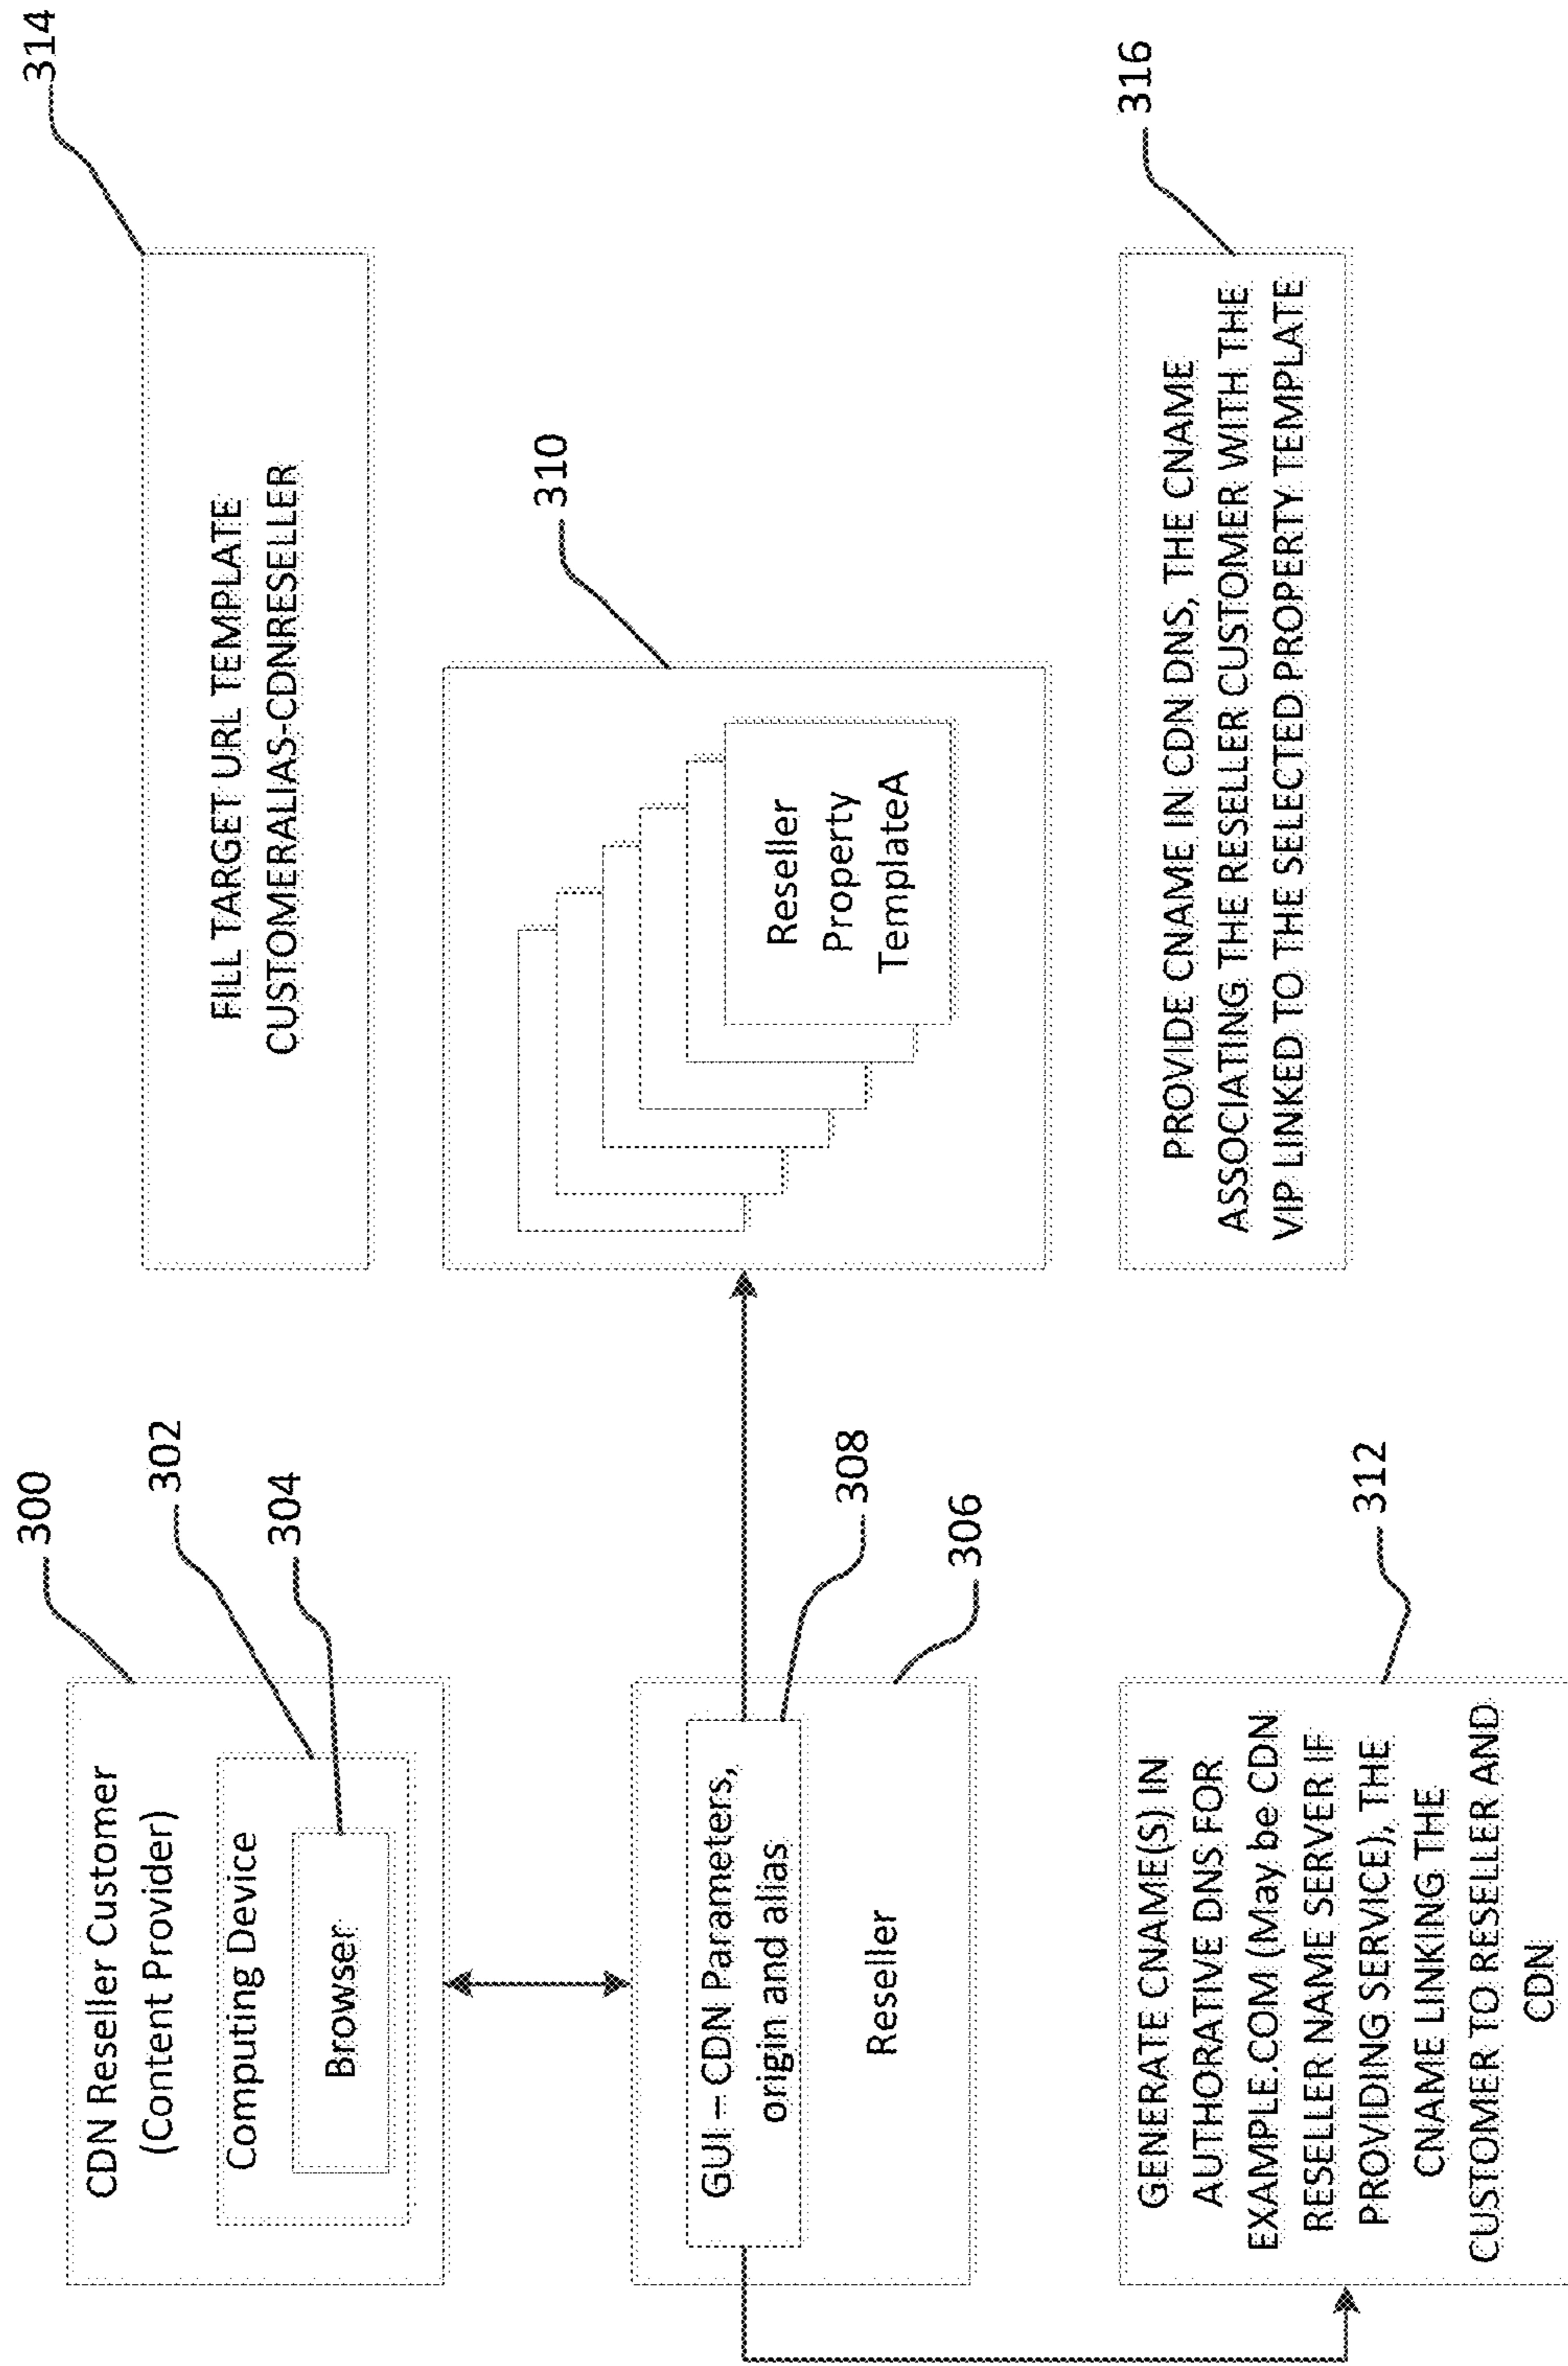 300
CDN Reseller Customer
(Content Provider)
302
Computing Device
304
Browser
GUI – CDN Parameters,
origin and alias
308
Reseller
306
GENERATE CNAME(S) IN
AUTHORATIVE DNS FOR
EXAMPLE.COM (May be CDN
RESELLER NAME SERVER IF
PROVIDING SERVICE), THE
CNAME LINKING THE
CUSTOMER TO RESELLER AND
CDN
312
314
FILL TARGET URL TEMPLATE
CUSTOMERALIAS-CDNRESELLER
310
Reseller
Property
TemplateA
316
PROVIDE CNAME IN CDN DNS, THE CNAME
ASSOCIATING THE RESELLER CUSTOMER WITH THE
VIP LINKED TO THE SELECTED PROPERTY TEMPLATE